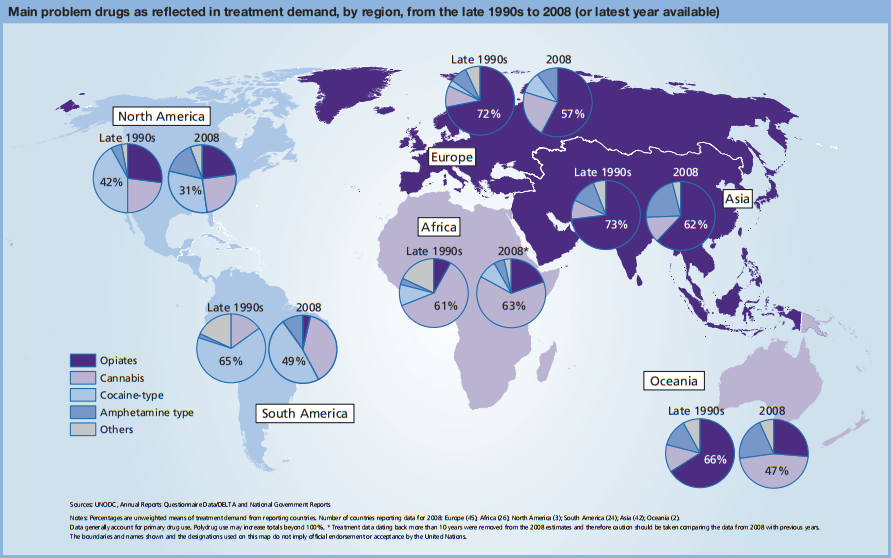 Main problem drugs as reflected in treatment demand, by region, from the late 1990s to 2008 (or latest year available)
Late 1990s
2008
72%
57%
Europe
North America
Late 1990s
2008
42%
31%
Late 1990s
2008
Asia
73%
62%
Africa
Late 1990s
2008*
61%
63%
Late 1990s
2008
65%
49%
South America
Opiates
Cannabis
Cocaine-type
Amphetamine type
Others
Oceania
Late 1990s
2008
66%
47%
Sources: UNODC, Annual Reports Questionnaire Data/DELTA and National Government Reports
Notes: Percentages are unweighted means of treatment demand from reporting countries. Number of countries reporting data for 2008: Europe (45); Africa (26); North America (3); South America (24); Asia (42); Oceania (2).
Data generally account for primary drug use. Polydrug use may increase totals beyond 100%. * Treatment data dating back more than 10 years were removed from the 2008 estimates and therefore caution should be taken comparing the data from 2008 with previous years.
The boundaries and names shown and the designations used on this map do not imply official endorsement or acceptance by the United Nations.